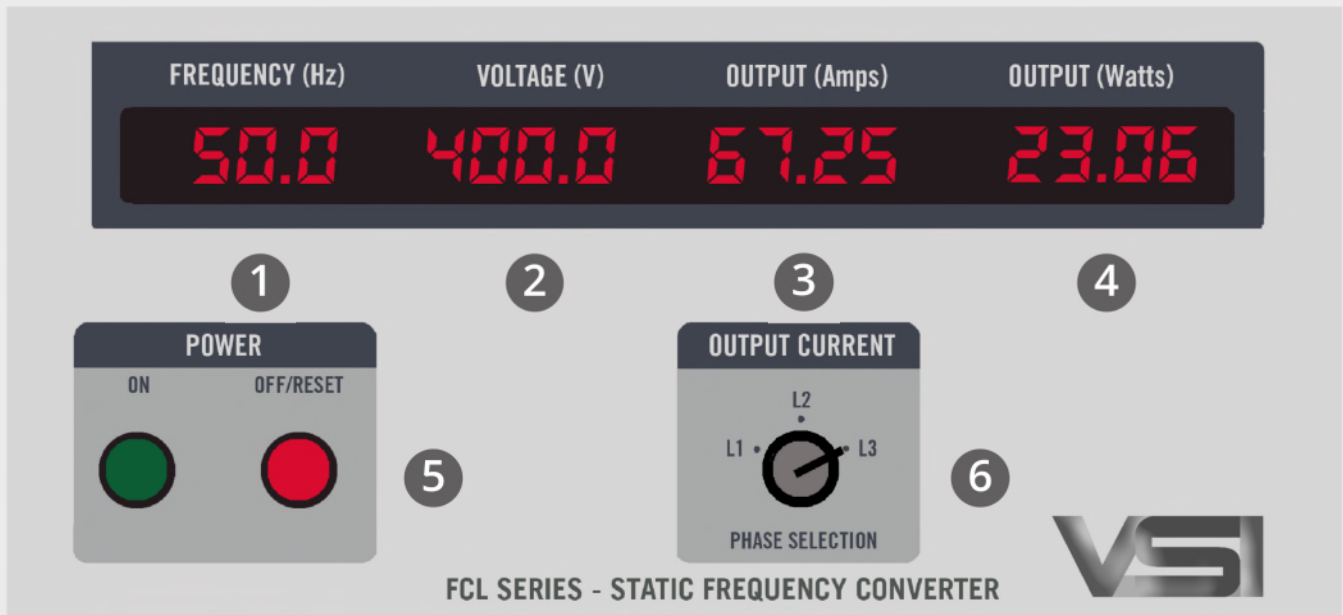 FREQUENCY (Hz) VOLTAGE (V) OUTPUT (Amps) OUTPUT (Watts)
50.0 400.0 67.25 23.06
1 2 3 4
POWER
ON OFF/RESET
5
OUTPUT CURRENT
L2
L1 L3
6
PHASE SELECTION
VSI
FCL SERIES - STATIC FREQUENCY CONVERTER